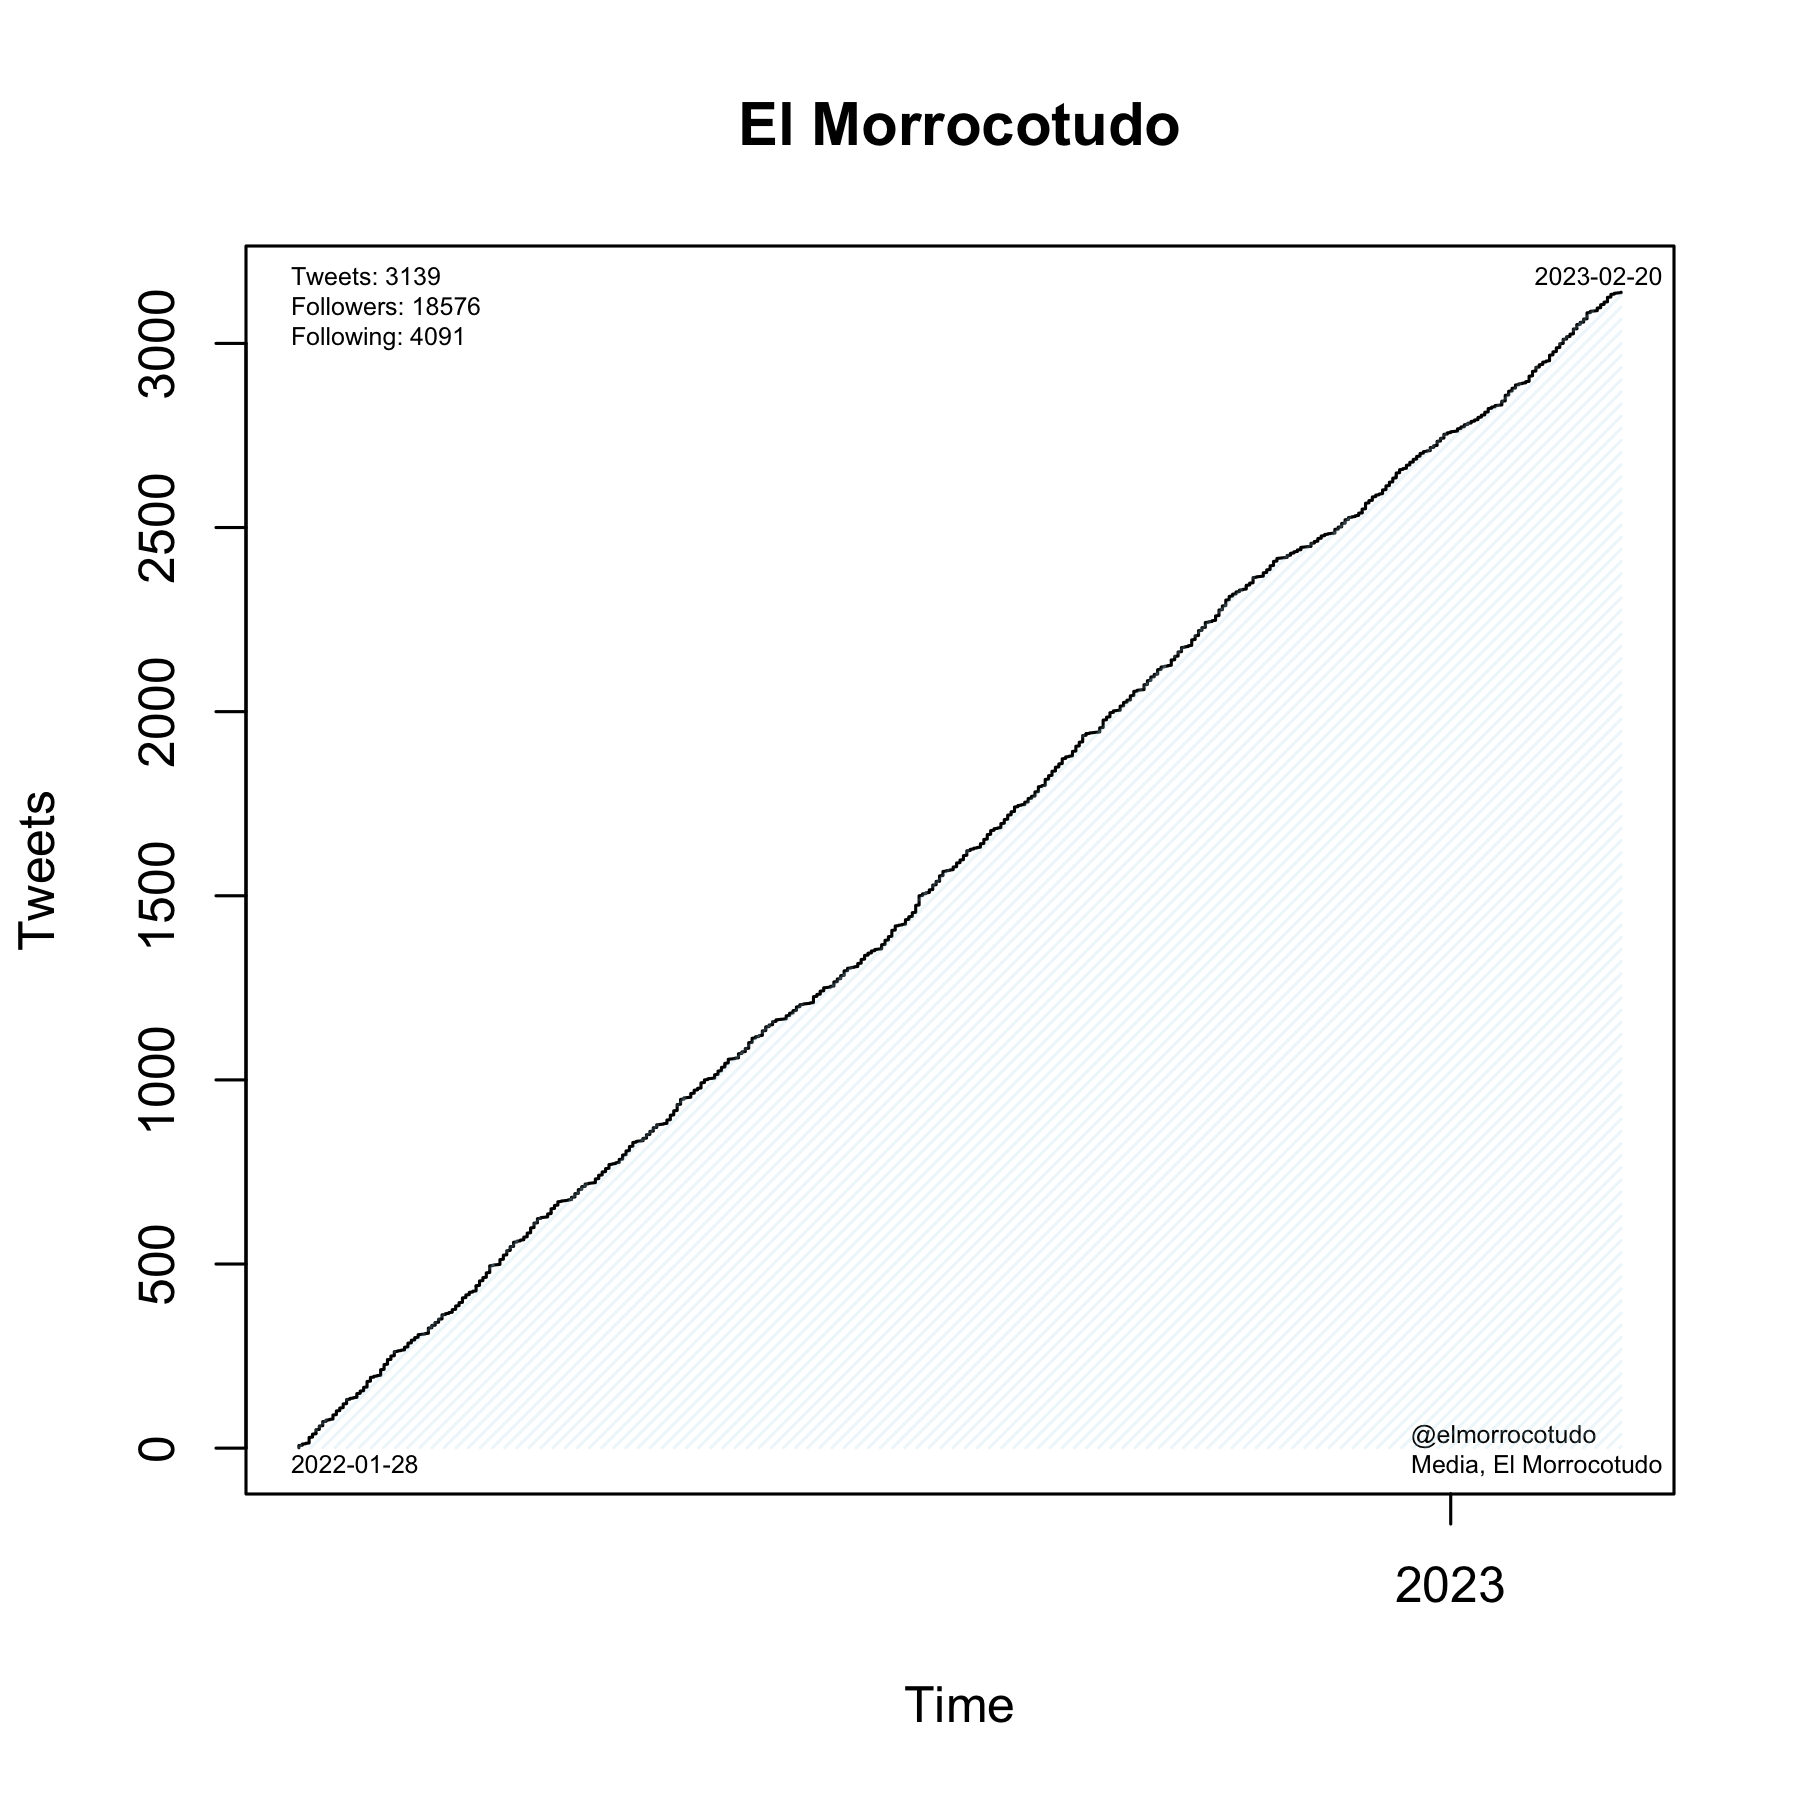 El Morrocotudo
Tweets: 3139
Followers: 18576
Following: 4091
2023-02-20
3000
2500
2000
1500
1000
500
0
Tweets
2022-01-28
@elmorrocotudo
Media, El Morrocotudo
2023
Time